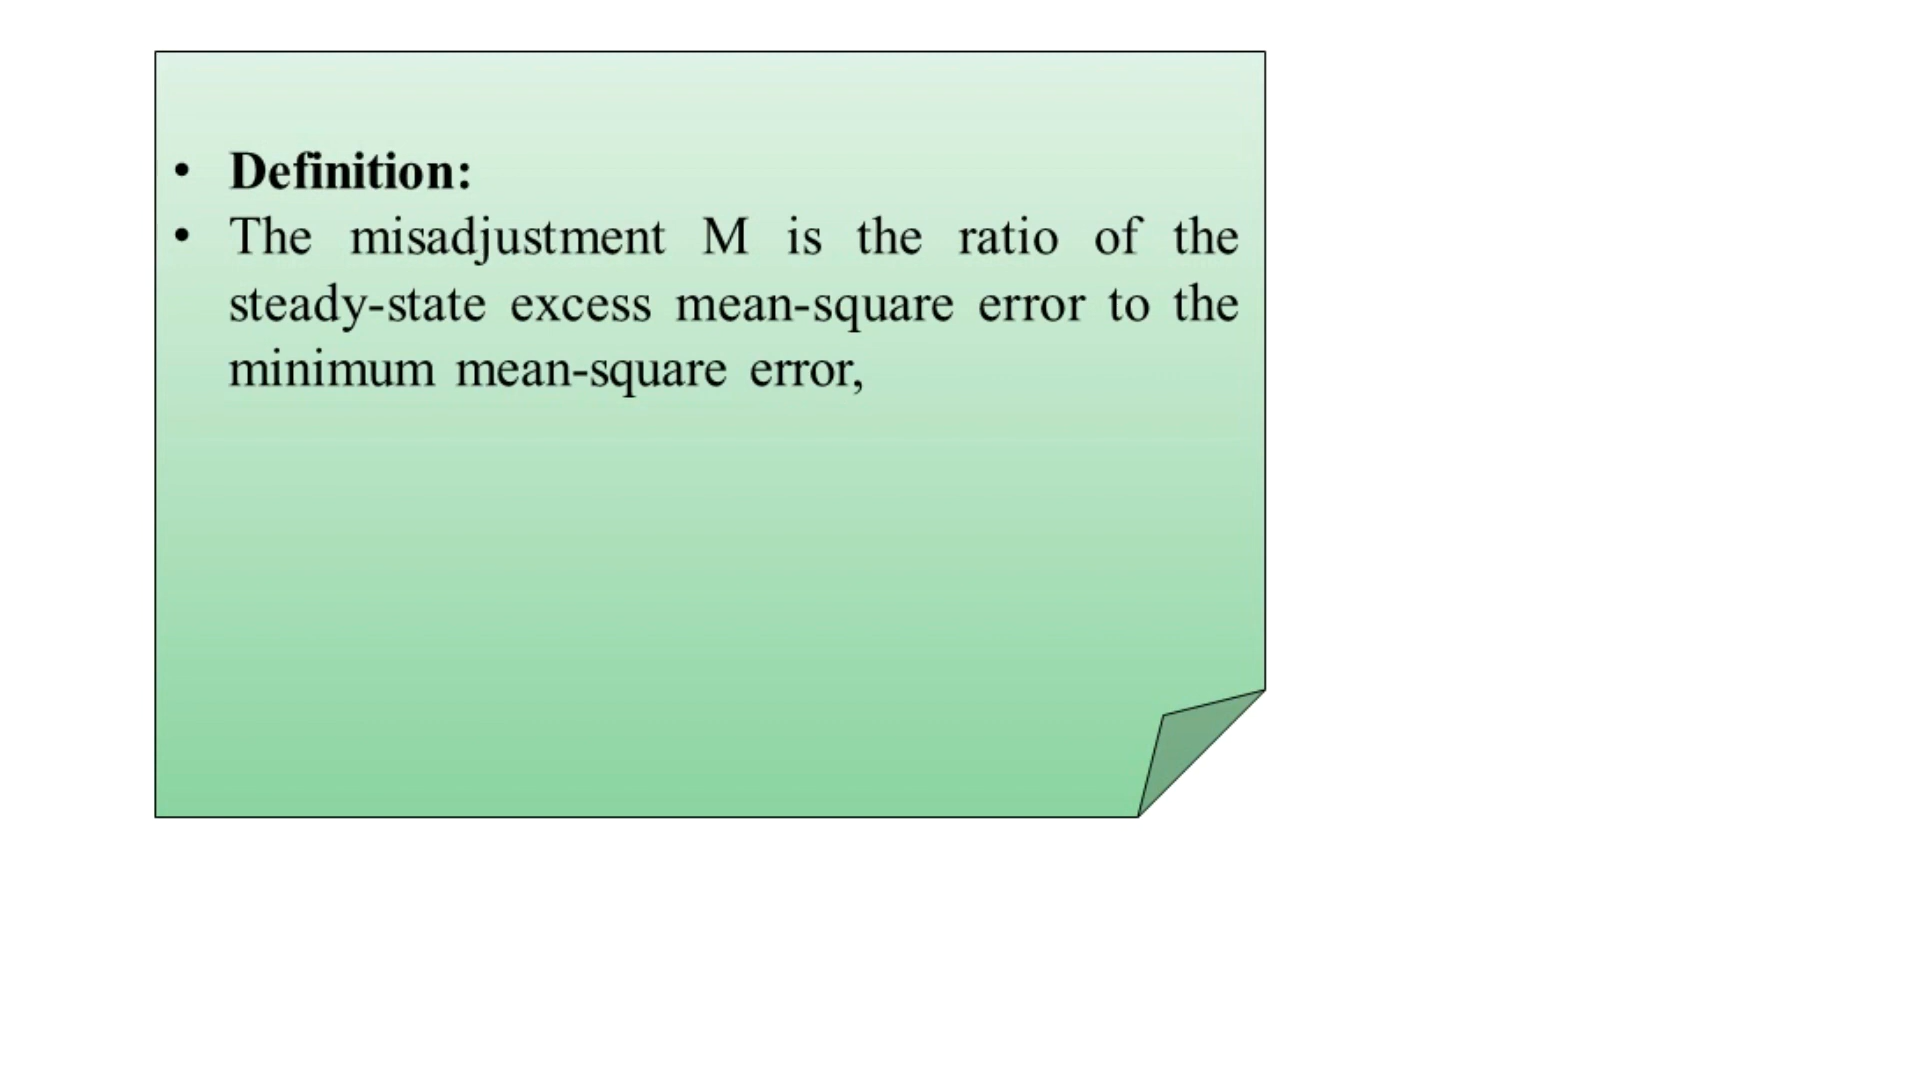 • Definition:
• The misadjustment M is the ratio of the
steady-state excess mean-square error to the
minimum mean-square error,